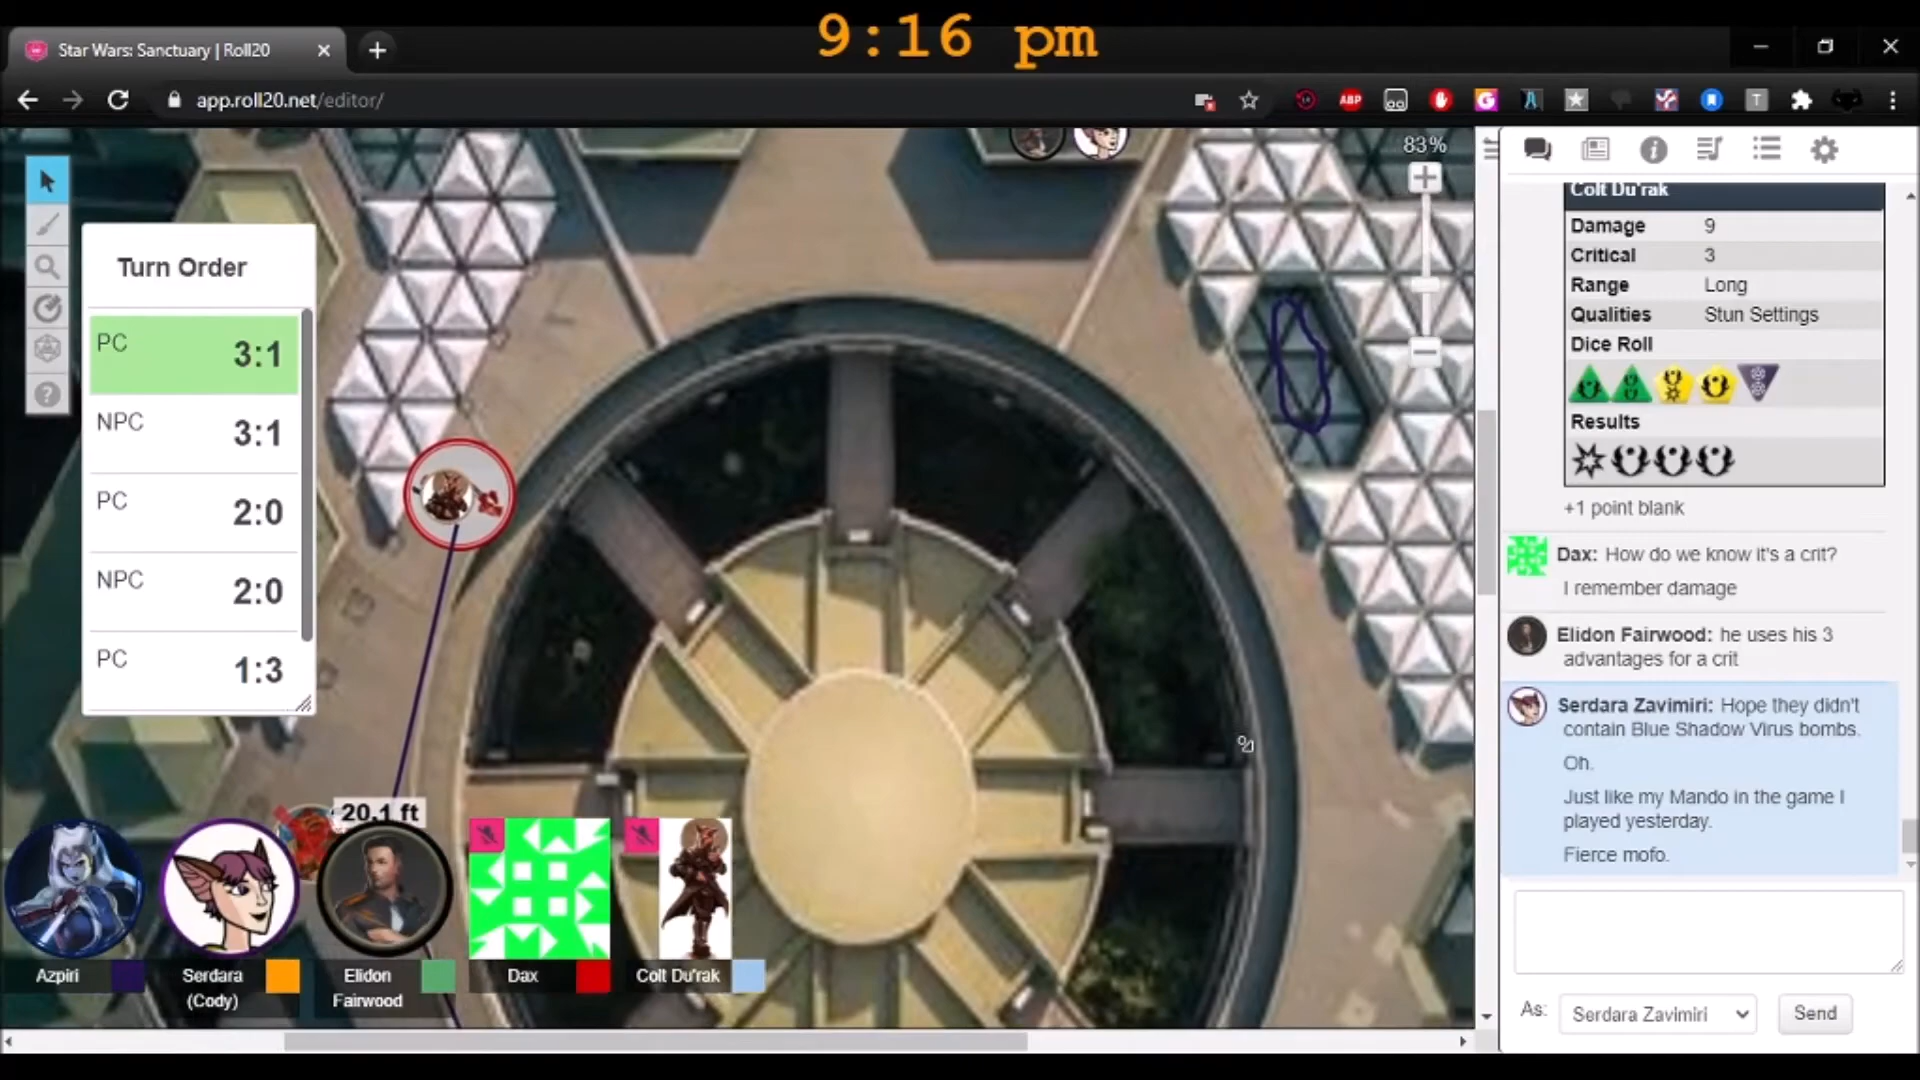 9:16 pm
Star Wars: Sanctuary | Roll20
app.roll20.net/editor/
ABP
83%
Turn Order
PC
3:1
NPC
3:1
PC
2:0
NPC
2:0
PC
1:3
20.1 ft
Azpiri
Serdara
(Cody)
Elidon
Fairwood
Dax
Colt Du'rak
Colt Du'rak
Damage 9
Critical 3
Range Long
Qualities Stun Settings
Dice Roll
Results
+1 point blank
Dax: How do we know it's a crit?
I remember damage
Elidon Fairwood: he uses his 3
advantages for a crit
Serdara Zavimiri: Hope they didn't
contain Blue Shadow Virus bombs.
Oh.
Just like my Mando in the game I
played yesterday.
Fierce mofo.
As: Serdara Zavimiri
Send